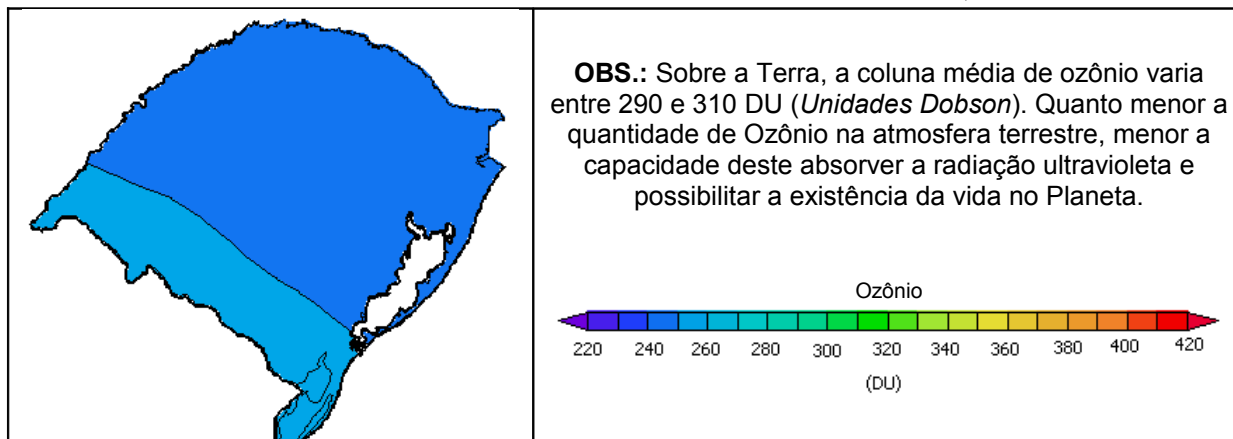 OBS.: Sobre a Terra, a coluna média de ozônio varia
entre 290 e 310 DU (Unidades Dobson). Quanto menor a
quantidade de Ozônio na atmosfera terrestre, menor a
capacidade deste absorver a radiação ultravioleta e
possibilitar a existência da vida no Planeta.
Ozônio
220 240 260 280 300 320 340 360 380 400 420
(DU)